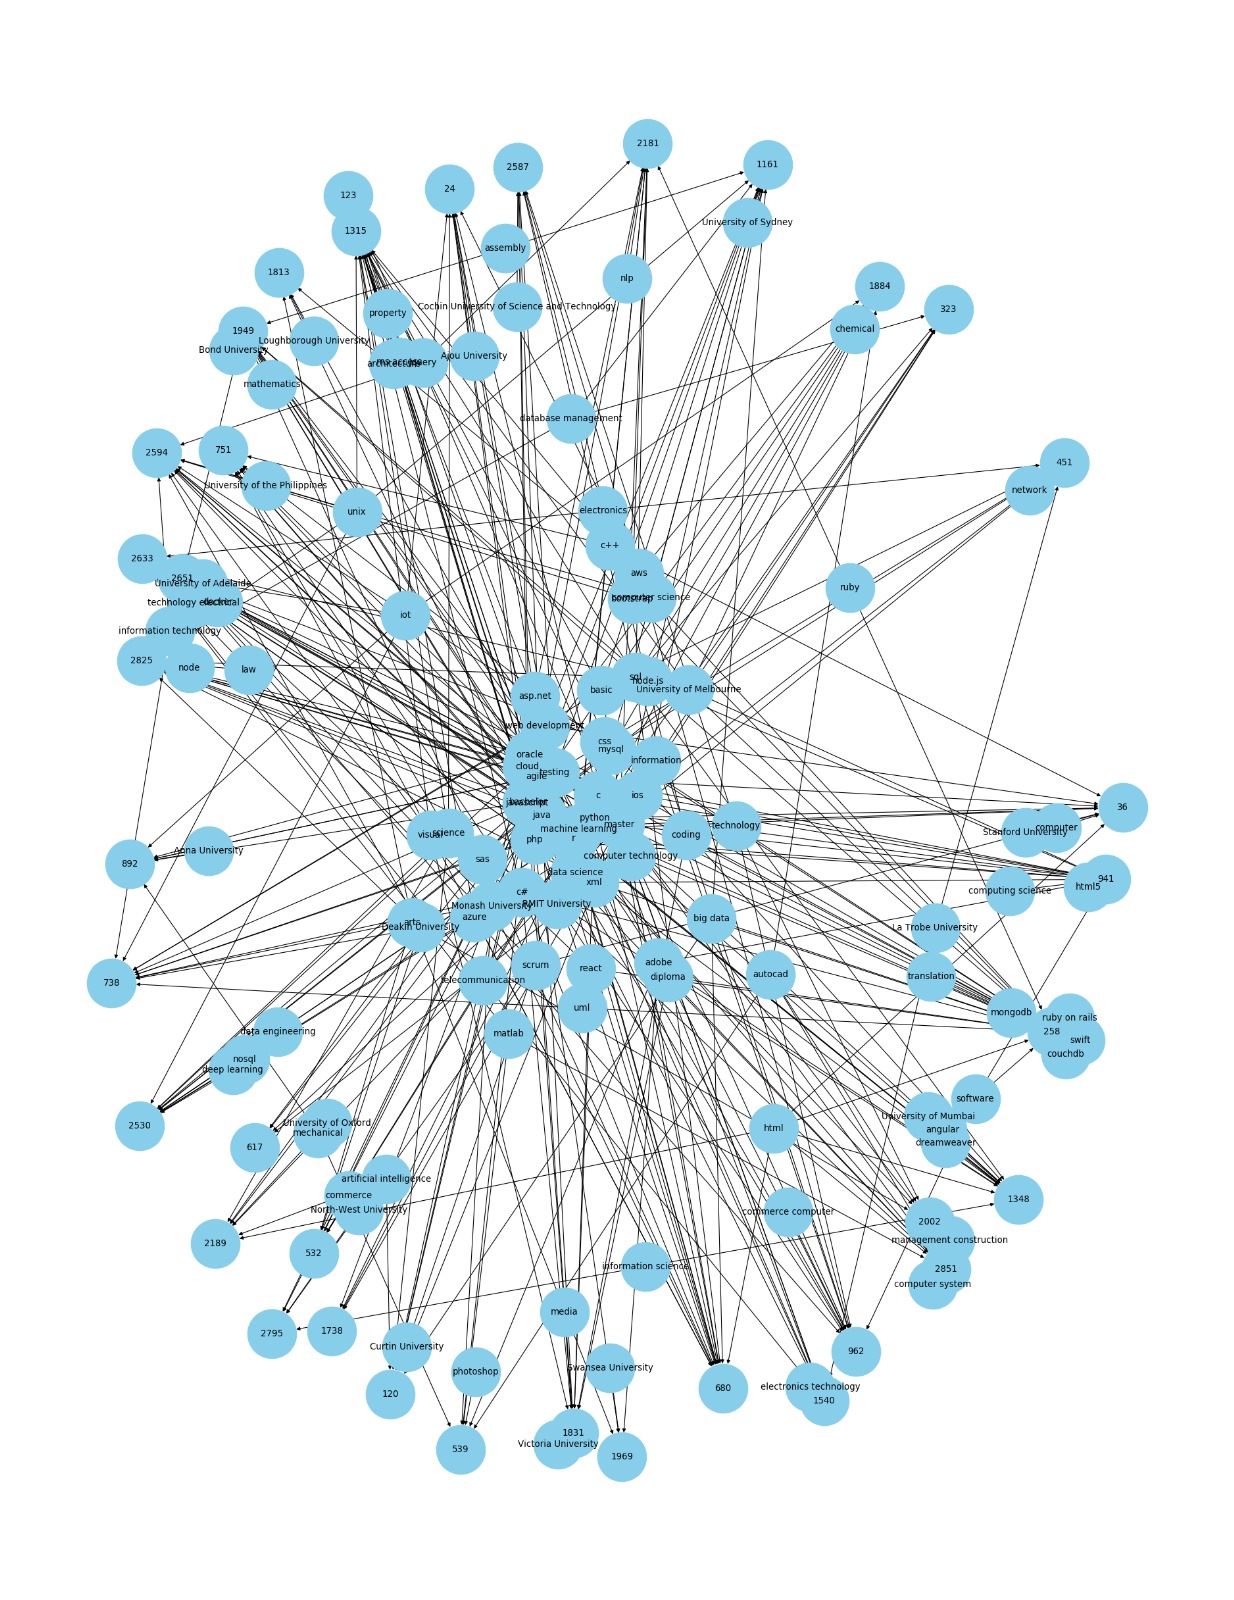 2181
1161
2587
24
123
University of Sydney
1315
assembly
1813
nlp
1884
Cochin University of Science and Technology
323
property
chemical
1949
Loughborough University
Bond University
Ajou University
architecture
mathematics
database management
751
2594
451
University of the Philippines
network
electronics
unix
c++
2633
aws
2651
University of Adelaide
ruby
computer science
bootstrap
technology electrical
iot
information technology
2825
node
law
sql
node.js
University of Melbourne
basic
asp.net
web development
css
mysql
oracle
information
cloud
testing
agile
c
ios
bachelor
javascript
36
java
python
master
technology
machine learning
computer
Stanford University
science
visual
coding
r
php
Anna University
computer technology
sas
892
data science
941
xml
html5
computing science
c#
RMIT University
Monash University
azure
big data
arts
Deakin University
La Trobe University
adobe
scrum
react
autocad
translation
diploma
telecommunication
738
uml
mongodb
ruby on rails
data engineering
258
matlab
swift
couchdb
nosql
deep learning
software
University of Mumbai
University of Oxford
2530
html
angular
mechanical
dreamweaver
617
artificial intelligence
commerce
1348
North-West University
commerce computer
2002
management construction
2189
532
information science
2851
computer system
media
2795
1738
Curtin University
962
Swansea University
photoshop
electronics technology
680
120
1540
1831
Victoria University
539
1969